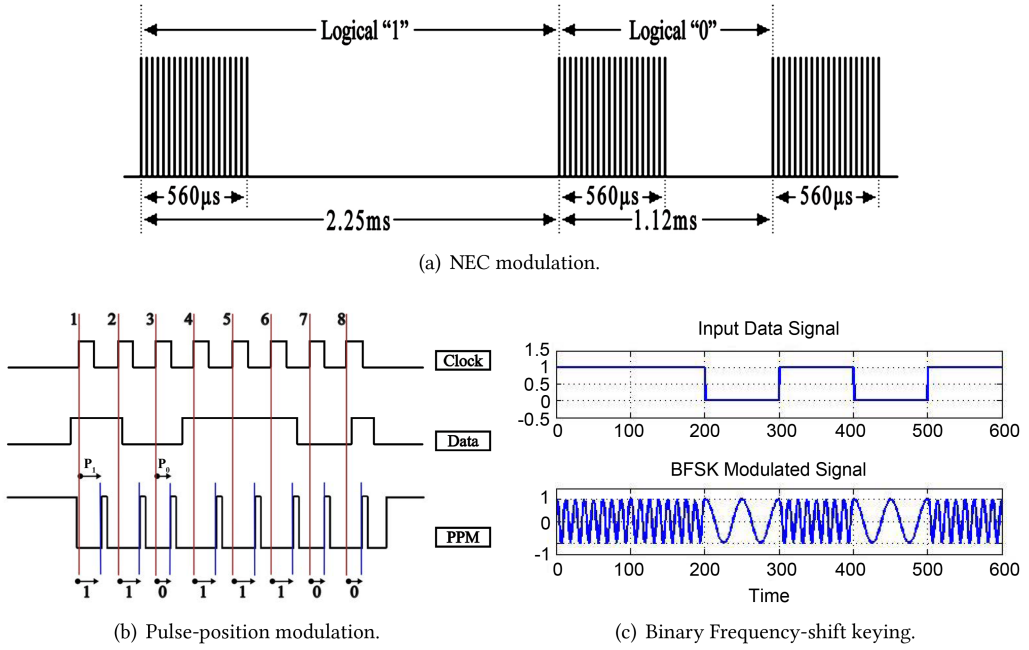 Logical “1” Logical “0”
560μs 560μs 560μs
2.25ms 1.12ms
(a) NEC modulation.
1 2 3 4 5 6 7 8
Clock
Data
P1 P0
PPM
1 1 0 1 1 1 0 0
(b) Pulse-position modulation.
Input Data Signal
1.5
1
0.5
0
-0.5
0 100 200 300 400 500 600
BFSK Modulated Signal
1
0
-1
0 100 200 300 400 500 600
Time
(c) Binary Frequency-shift keying.